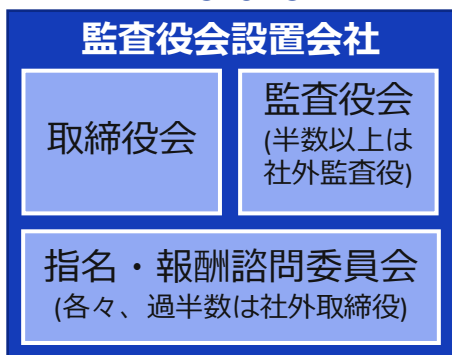 監査役会設置会社
取締役会
監査役会
(半数以上は
社外監査役)
指名・報酬諮問委員会
(各々、過半数は社外取締役)